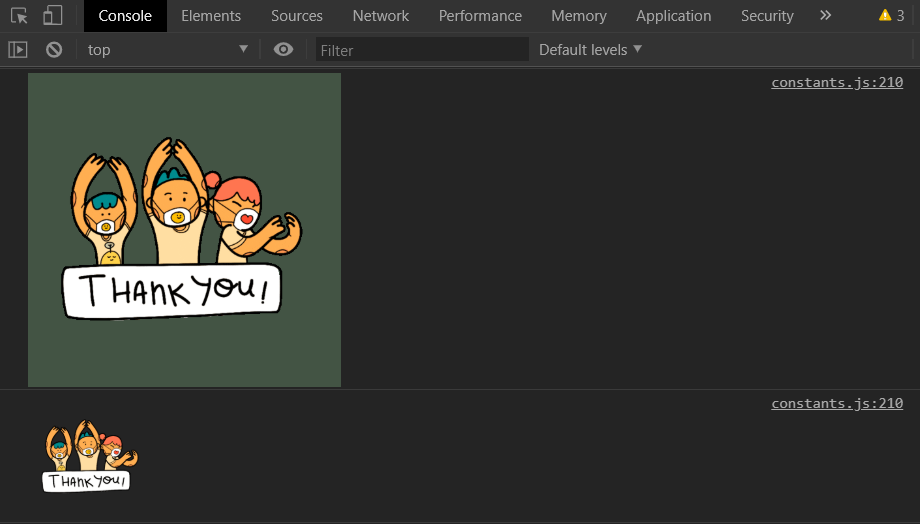 Console Elements Sources Network Performance Memory Application Security 3
top Filter Default levels
constants.js:210
THANK YOU!
constants.js:210
THANK YOU!